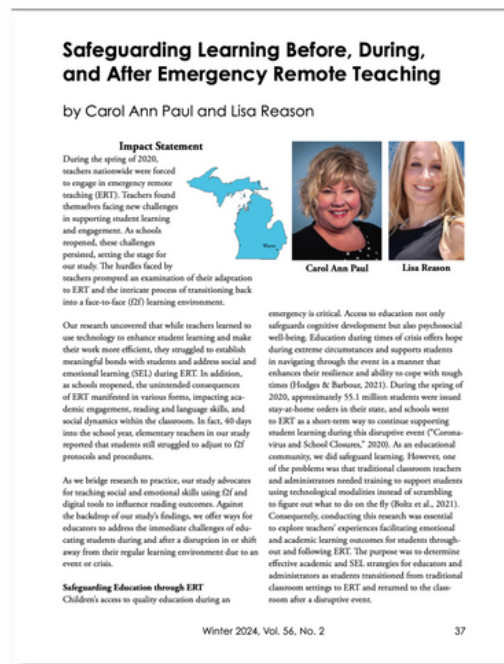 Safeguarding Learning Before, During,
and After Emergency Remote Teaching
by Carol Ann Paul and Lisa Reason
Impact Statement
During the spring of 2020,
teachers nationwide were forced
to engage in emergency remote
teaching (ERT). Teachers found
themselves facing new challenges
in supporting student learning
and engagement. As schools
reopened, these challenges
persisted, setting the stage for
our study. The hurdles faced by
teachers prompted an examination of their adaptation
to ERT and the intricate process of transitioning back
into a face-to-face (f2f) learning environment.
Our research uncovered that while teachers learned to
use technology to enhance student learning and make
their work more efficient, they struggled to establish
meaningful bonds with students and address social and
emotional learning (SEL) during ERT. In addition,
as schools reopened, the unintended consequences
of ERT manifested in various forms, impacting aca-
demic engagement, reading and language skills, and
social dynamics within the classroom. In fact, 40 days
into the school year, elementary teachers in our study
reported that students still struggled to adjust to f2f
protocols and procedures.
As we bridge research to practice, our study advocates
for teaching social and emotional skills using f2f and
digital tools to influence reading outcomes. Against
the backdrop of our study's findings, we offer ways for
educators to address the immediate challenges of edu-
cating students during and after a disruption in or shift
away from their regular learning environment due to an
event or crisis.
Safeguarding Education through ERT
Children's access to quality education during an
Wayne
Carol Ann Paul
Lisa Reason
emergency is critical. Access to education not only
safeguards cognitive development but also psychosocial
well-being. Education during times of crisis offers hope
during extreme circumstances and supports students
in navigating through the event in a manner that
enhances their resilience and ability to cope with tough
times (Hodges & Barbour, 2021). During the spring of
2020, approximately 55.1 million students were issued
stay-at-home orders in their state, and schools went
to ERT as a short-term way to continue supporting
student learning during this disruptive event ("Corona-
virus and School Closures," 2020). As an educational
community, we did safeguard learning. However, one
of the problems was that traditional classroom teachers
and administrators needed training to support students
using technological modalities instead of scrambling
to figure out what to do on the fly (Boltz et al., 2021).
Consequently, conducting this research was essential
to explore teachers' experiences facilitating emotional
and academic learning outcomes for students through-
out and following ERT. The purpose was to determine
effective academic and SEL strategies for educators and
administrators as students transitioned from traditional
classroom settings to ERT and returned to the class-
room after a disruptive event.
Winter 2024, Vol. 56, No. 2
37